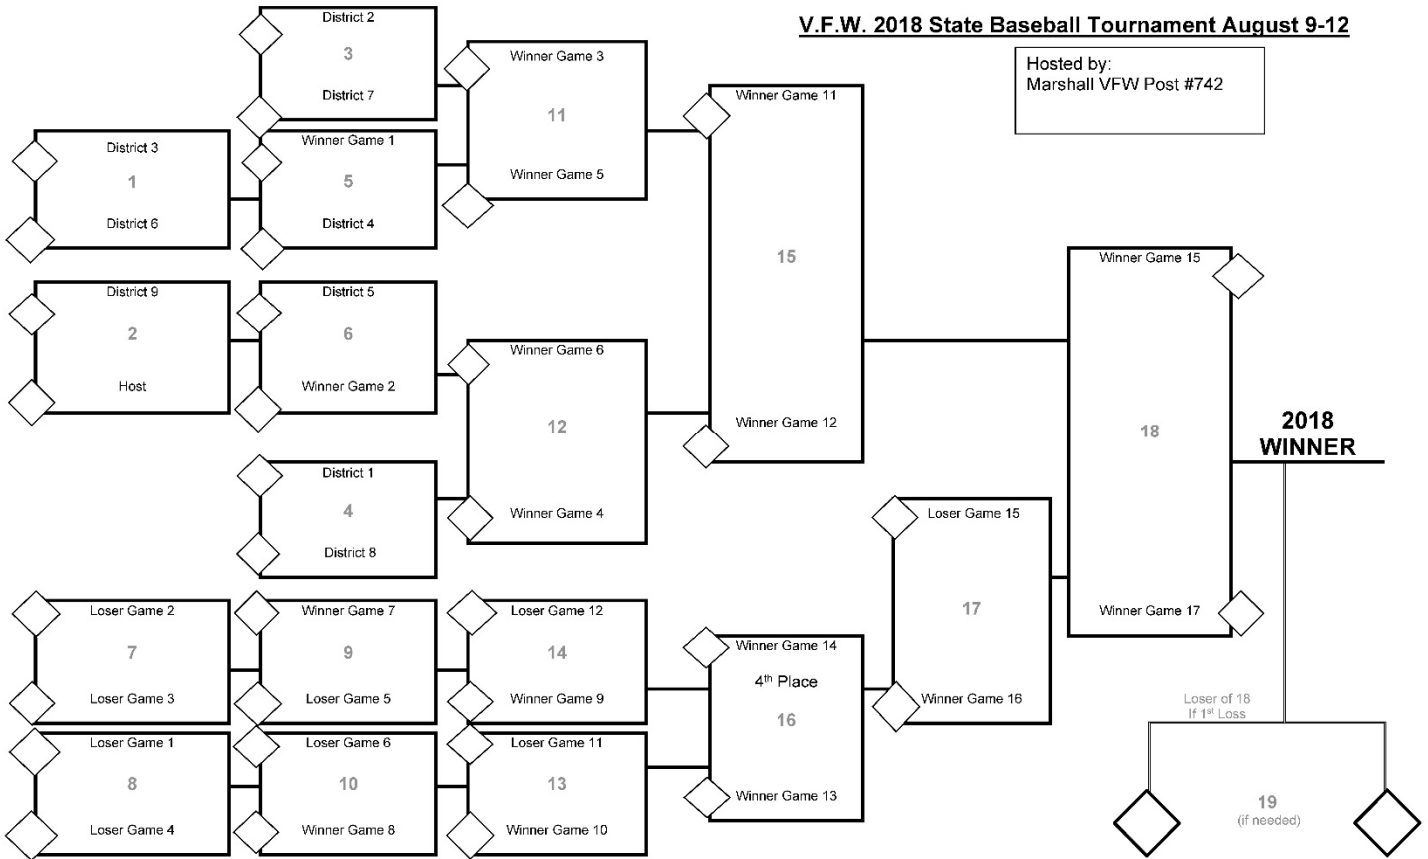 V.F.W. 2018 State Baseball Tournament August 9-12
Hosted by:
Marshall VFW Post #742
District 3
1
District 6
District 9
2
Host
District 2
3
District 7
Winner Game 1
5
District 4
District 5
6
Winner Game 2
District 1
4
District 8
Winner Game 3
11
Winner Game 5
Winner Game 6
12
Winner Game 4
Winner Game 11
15
Winner Game 12
Winner Game 15
18
Winner Game 17
2018
WINNER
Loser Game 2
7
Loser Game 3
Loser Game 1
8
Loser Game 4
Winner Game 7
9
Loser Game 5
Loser Game 6
10
Winner Game 8
Loser Game 12
14
Winner Game 9
Loser Game 11
13
Winner Game 10
Winner Game 14
4th Place
16
Winner Game 13
Loser Game 15
17
Winner Game 16
Loser of 18
If 1st Loss
19
(if needed)